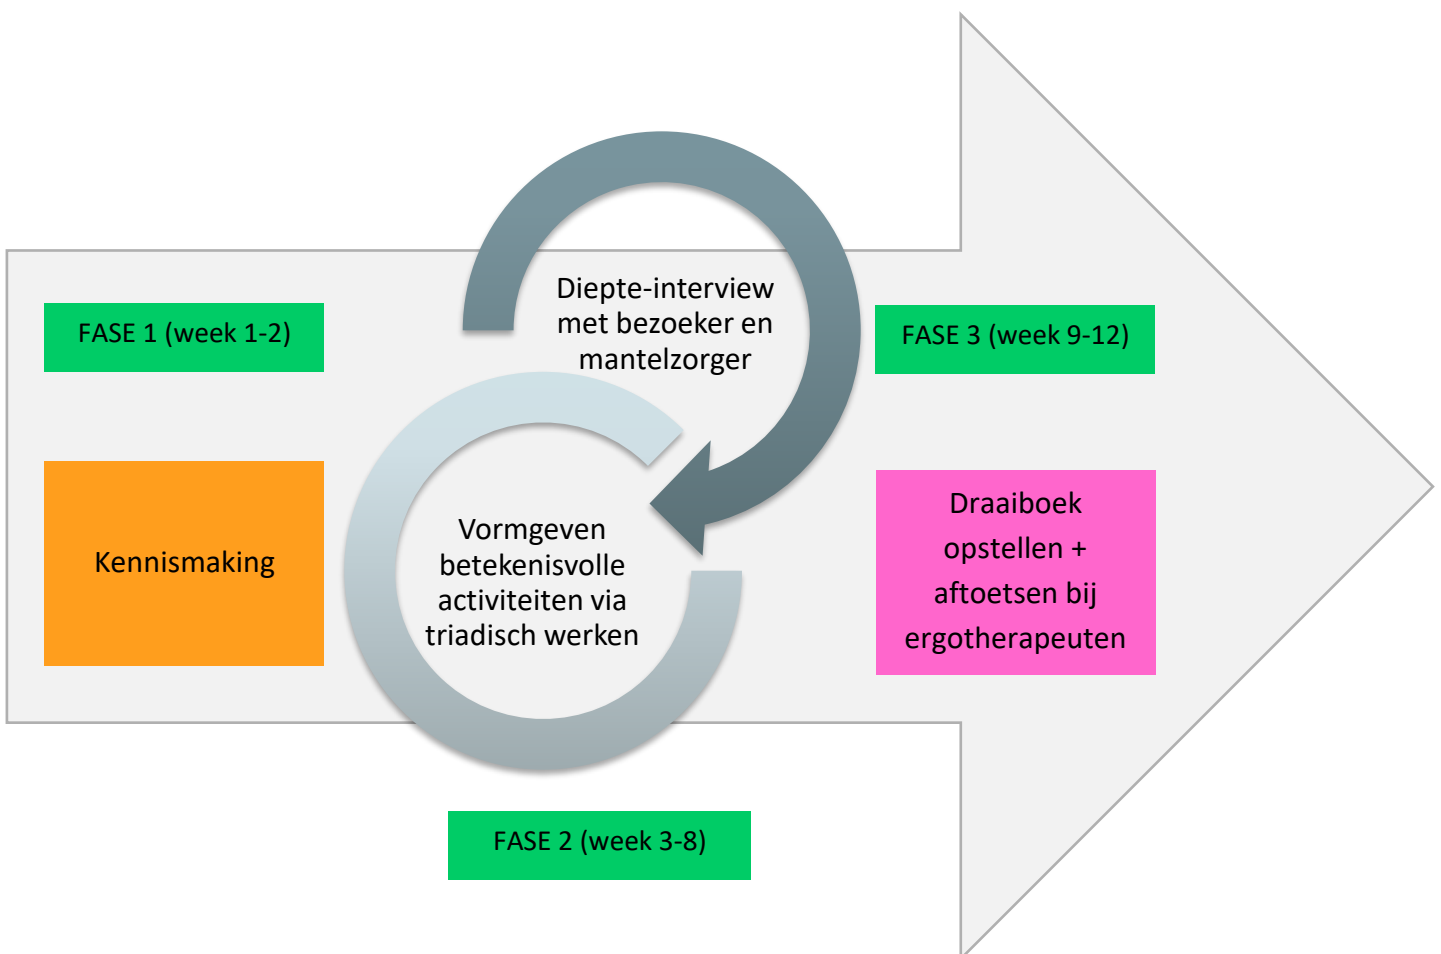 FASE 1 (week 1-2)
Kennismaking
Diepte-interview
met bezoeker en
mantelzorger
Vormgeven
betekenisvolle
activiteiten via
triadisch werken
FASE 2 (week 3-8)
FASE 3 (week 9-12)
Draaiboek
opstellen +
aftoetsen bij
ergotherapeuten